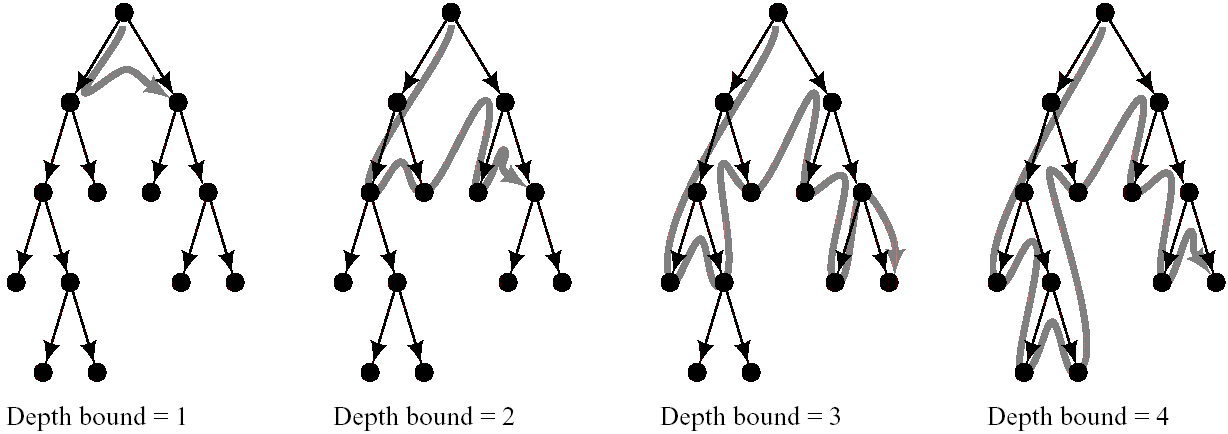 Depth bound = 1
Depth bound = 2
Depth bound = 3
Depth bound = 4